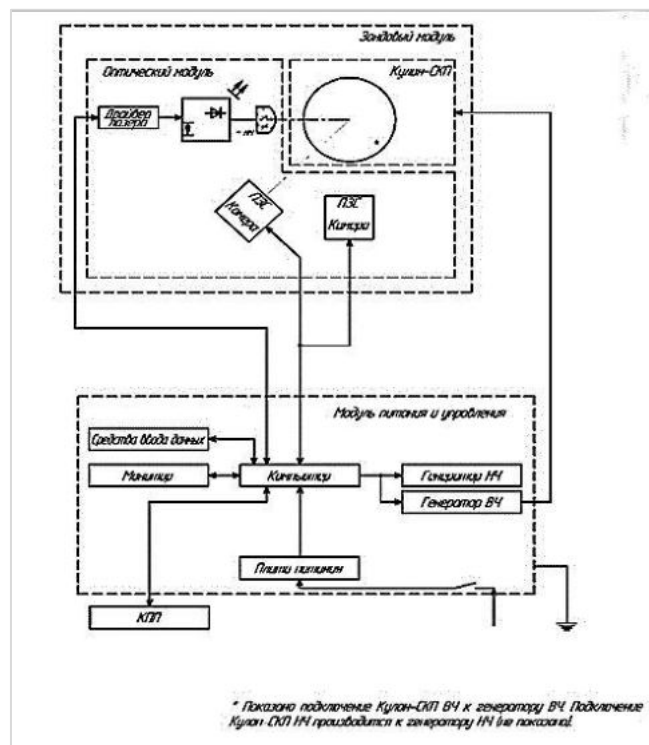 Зондовый модуль
Оптический модуль
Кулон-СКП
Драйвер
лазера
*
ПЗС
Камера
ПЗС
Камера
Модуль питания и управления
Средства ввода данных
Монитор
Компьютер
Генератор НЧ
Генератор ВЧ
Плата питания
КПП
* Показано подключение Кулон-СКП ВЧ к генератору ВЧ. Подключение
Кулон-СКП НЧ производится к генератору НЧ (не показано).